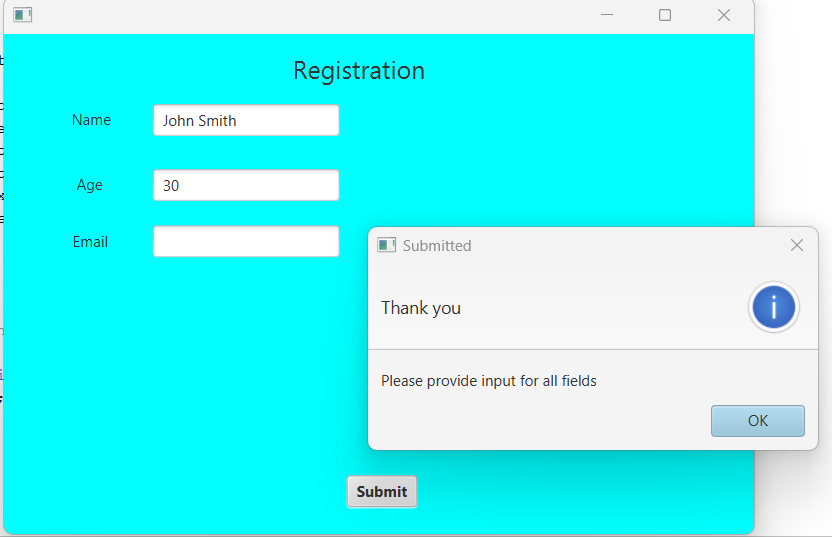 Registration
Name
John Smith
Age
30
Email
Submitted
Thank you
i
Please provide input for all fields
OK
Submit